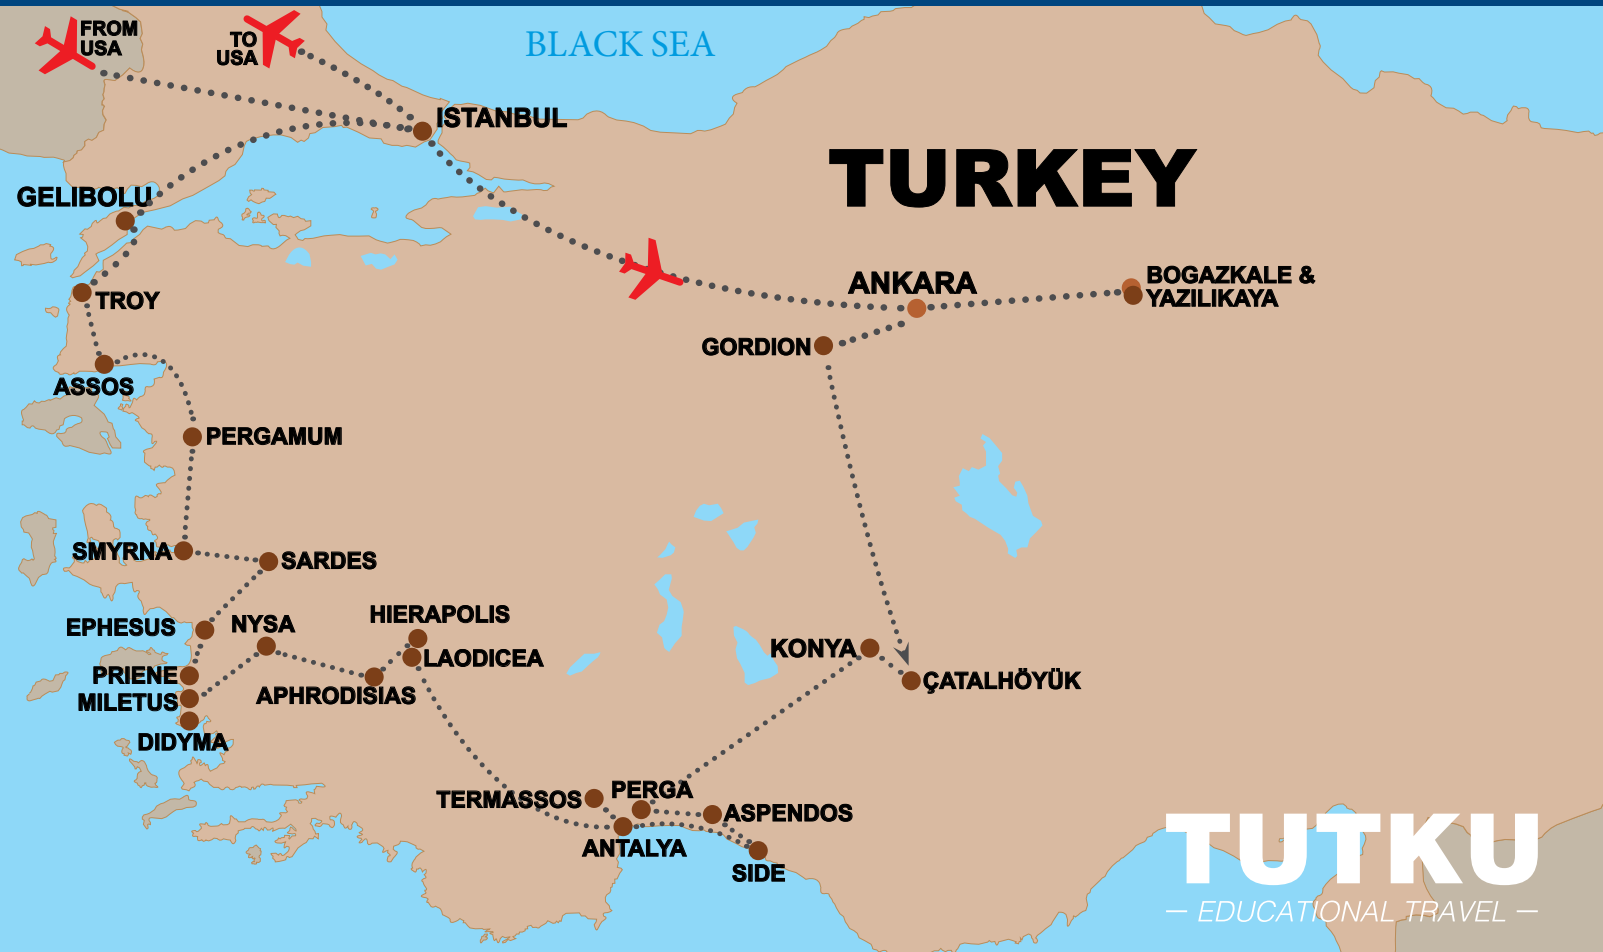 FROM
USA
TO
USA
BLACK SEA
ISTANBUL
TURKEY
GELIBOLU
ANKARA
BOGAZKALE &
YAZILIKAYA
TROY
GORDION
ASSOS
PERGAMUM
SMYRNA
SARDES
HIERAPOLIS
EPHESUS
NYSA
KONYA
LAODICEA
PRIENE
ÇATALHÖYÜK
APHRODISIAS
MILETUS
DIDYMA
PERGA
TERMASSOS
ASPENDOS
ANTALYA
SIDE
TUTKU
— EDUCATIONAL TRAVEL —